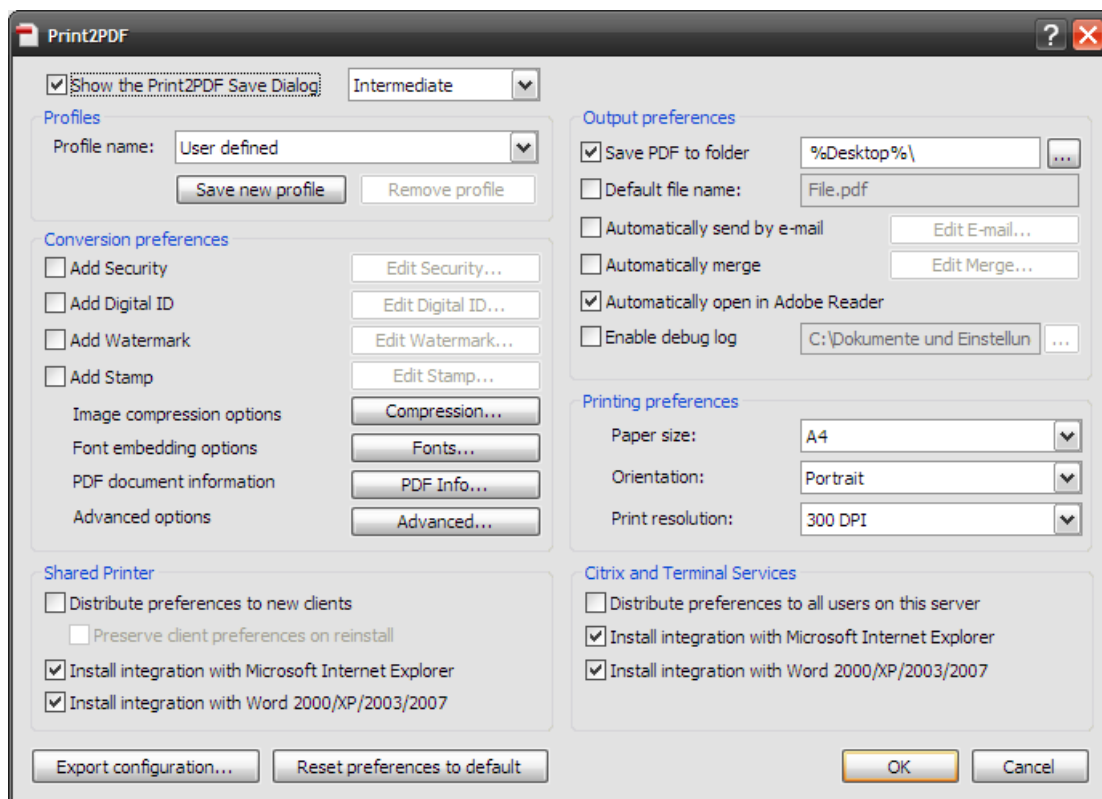 Print2PDF
Show the Print2PDF Save Dialog Intermediate
Profiles
Profile name: User defined
Save new profile Remove profile
Conversion preferences
Add Security Edit Security...
Add Digital ID Edit Digital ID...
Add Watermark Edit Watermark...
Add Stamp Edit Stamp...
Image compression options Compression...
Font embedding options Fonts...
PDF document information PDF Info...
Advanced options Advanced...
Output preferences
Save PDF to folder %Desktop%\ ...
Default file name: File.pdf
Automatically send by e-mail Edit E-mail...
Automatically merge Edit Merge...
Automatically open in Adobe Reader
Enable debug log C:\Dokumente und Einstellun ...
Printing preferences
Paper size: A4
Orientation: Portrait
Print resolution: 300 DPI
Shared Printer
Distribute preferences to new clients
Preserve client preferences on reinstall
Install integration with Microsoft Internet Explorer
Install integration with Word 2000/XP/2003/2007
Citrix and Terminal Services
Distribute preferences to all users on this server
Install integration with Microsoft Internet Explorer
Install integration with Word 2000/XP/2003/2007
Export configuration... Reset preferences to default OK Cancel